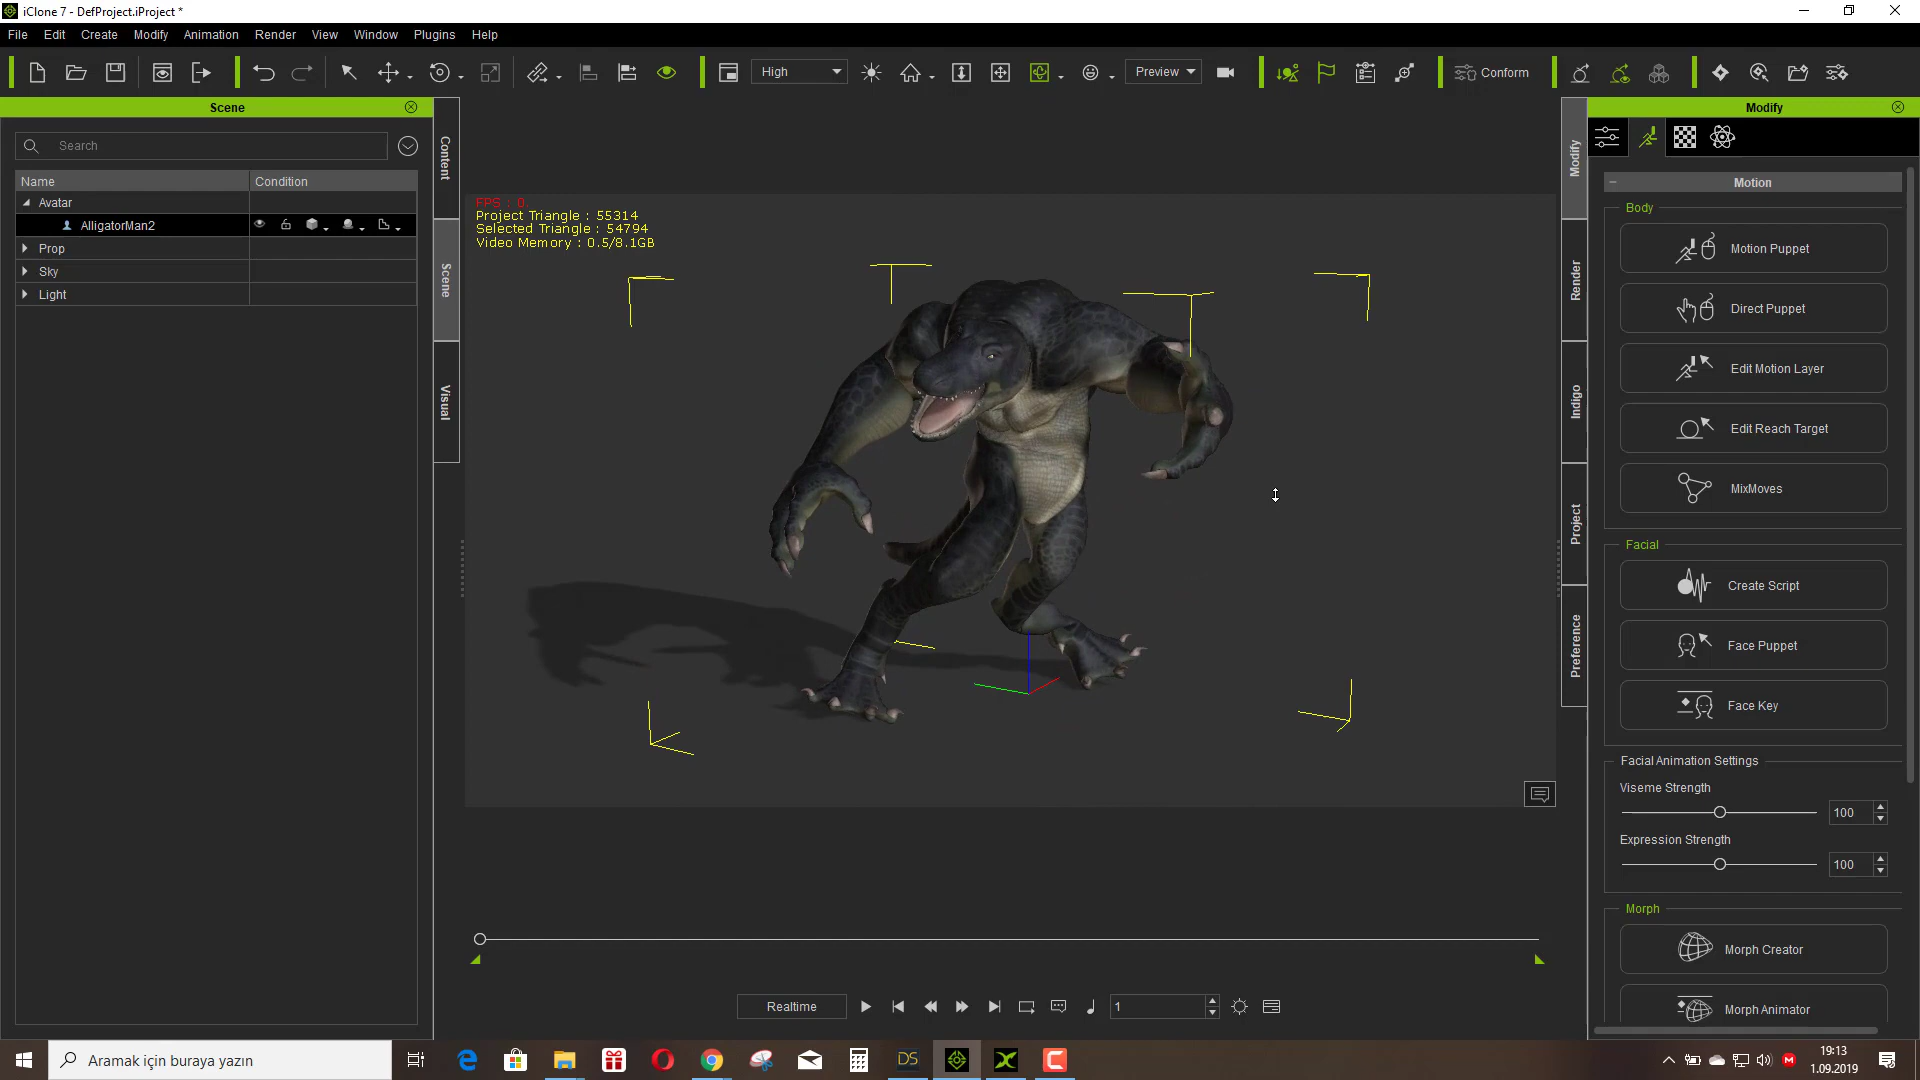 iClone 7 - DefProject.iProject *
File Edit Create Modify Animation Render View Window Plugins Help
High
Preview
Conform
Scene
Search
Name Condition
Avatar
AlligatorMan2
Prop
Sky
Light
Content
Scene
Visual
FPS : 0
Project Triangle : 55314
Selected Triangle : 54794
Video Memory : 0.5/8.1GB
Modify
Render
Indigo
Project
Preference
Modify
Motion
Body
Motion Puppet
Direct Puppet
Edit Motion Layer
Edit Reach Target
MixMoves
Facial
Create Script
Face Puppet
Face Key
Facial Animation Settings
Viseme Strength
100
Expression Strength
100
Morph
Morph Creator
Morph Animator
Realtime
1
Aramak için buraya yazın
DS
19:13
1.09.2019